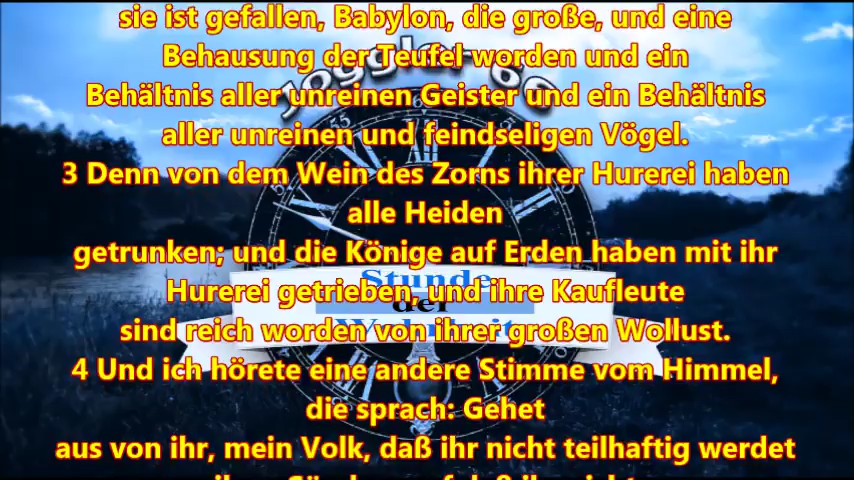 sie ist gefallen, Babylon, die große, und eine
Behausung der Teufel worden und ein
Behältnis aller unreinen Geister und ein Behältnis
aller unreinen und feindseligen Vögel.
3 Denn von dem Wein des Zorns ihrer Hurerei haben
alle Heiden
getrunken; und die Könige auf Erden haben mit ihr
Hurerei getrieben, und ihre Kaufleute
sind reich worden von ihrer großen Wollust.
4 Und ich hörete eine andere Stimme vom Himmel,
die sprach: Gehet
aus von ihr, mein Volk, daß ihr nicht teilhaftig werdet
Stunde
der